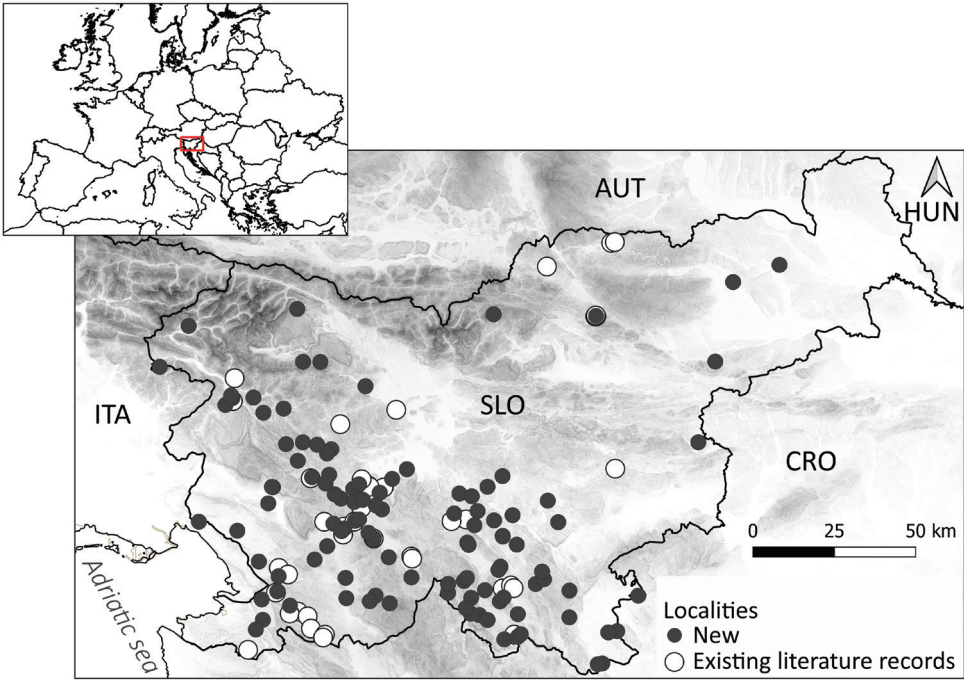 AUT
HUN
ITA
SLO
CRO
0 25 50 km
Adriatic sea
Localities
New
Existing literature records